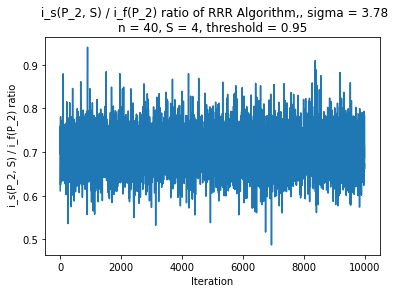 i_s(P_2, S) / i_f(P_2) ratio of RRR Algorithm,, sigma = 3.78
n = 40, S = 4, threshold = 0.95
i_s(P_2, S) / i_f(P_2) ratio
0.9
0.8
0.7
0.6
0.5
0 2000 4000 6000 8000 10000
Iteration